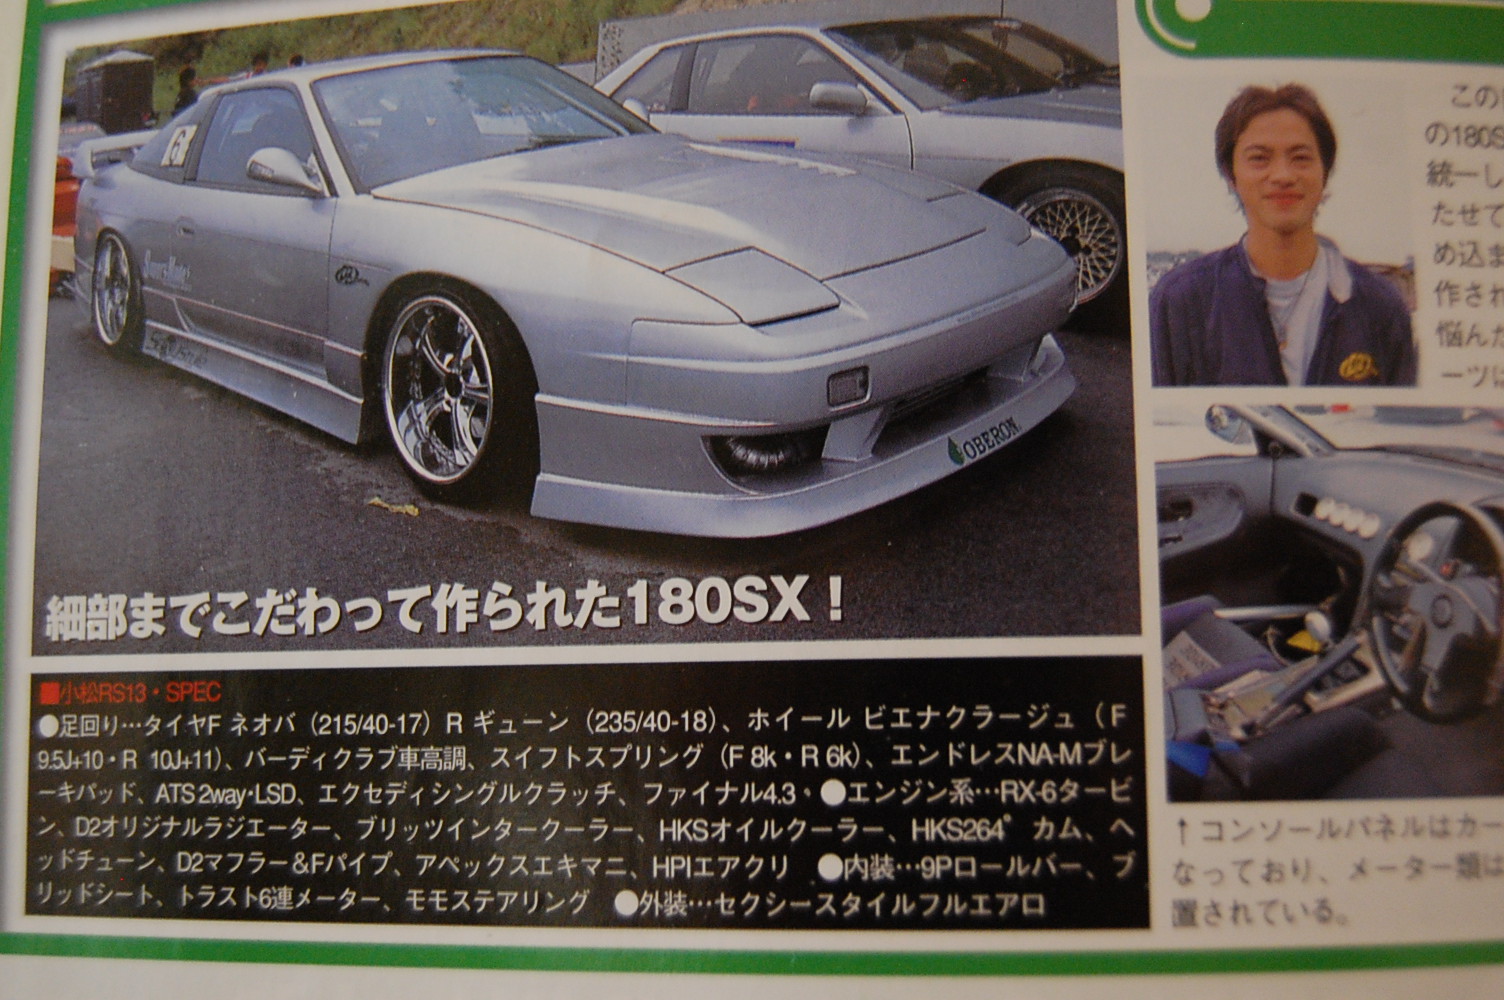 OBERON
細部までこだわって作られた180SX！
■小松RS13・SPEC
●足回り…タイヤF ネオバ（215/40-17）R ギューン（235/40-18）、ホイール ビエナクラージュ（F
9.5J+10・R 10J+11）、バーディクラブ車高調、スイフトスプリング（F 8k・R 6k）、エンドレスNA-Mブレ
ーキパッド、ATS 2way・LSD、エクセディシングルクラッチ、ファイナル4.3。●エンジン系…RX-6タービ
ン、D2オリジナルラジエーター、ブリッツインタークーラー、HKSオイルクーラー、HKS264°カム、ヘ
ッドチューン、D2マフラー＆Fパイプ、アペックスエキマニ、HPIエアクリ ●内装…9Pロールバー、ブ
リッドシート、トラスト6連メーター、モモステアリング ●外装…セクシースタイルフルエアロ
この
の180S
統一し
たせて
め込ま
作され
悩んだ
ーツは
↑コンソールパネルはカー
なっており、メーター類は
置されている。